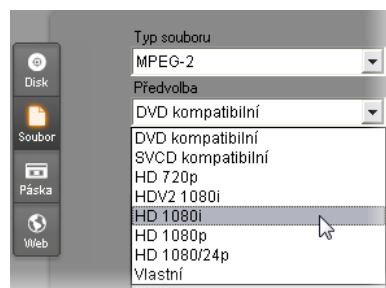 Typ souboru
MPEG-2
Disk
Předvolba
DVD kompatibilní
Soubor
DVD kompatibilní
SVCD kompatibilní
HD 720p
Páska
HDV2 1080i
HD 1080i
HD 1080p
Web
HD 1080/24p
Vlastní